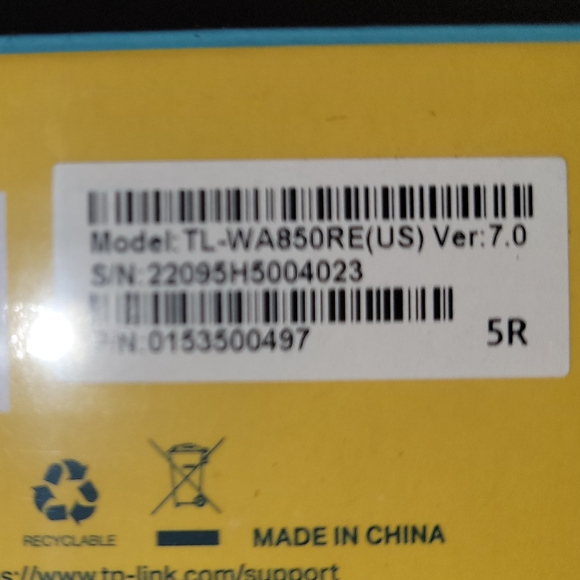 Model:TL-WA850RE(US) Ver:7.0
S/N:22095H5004023
P/N:0153500497
5R
RECYCLABLE
MADE IN CHINA
s://www.tp-link.com/support